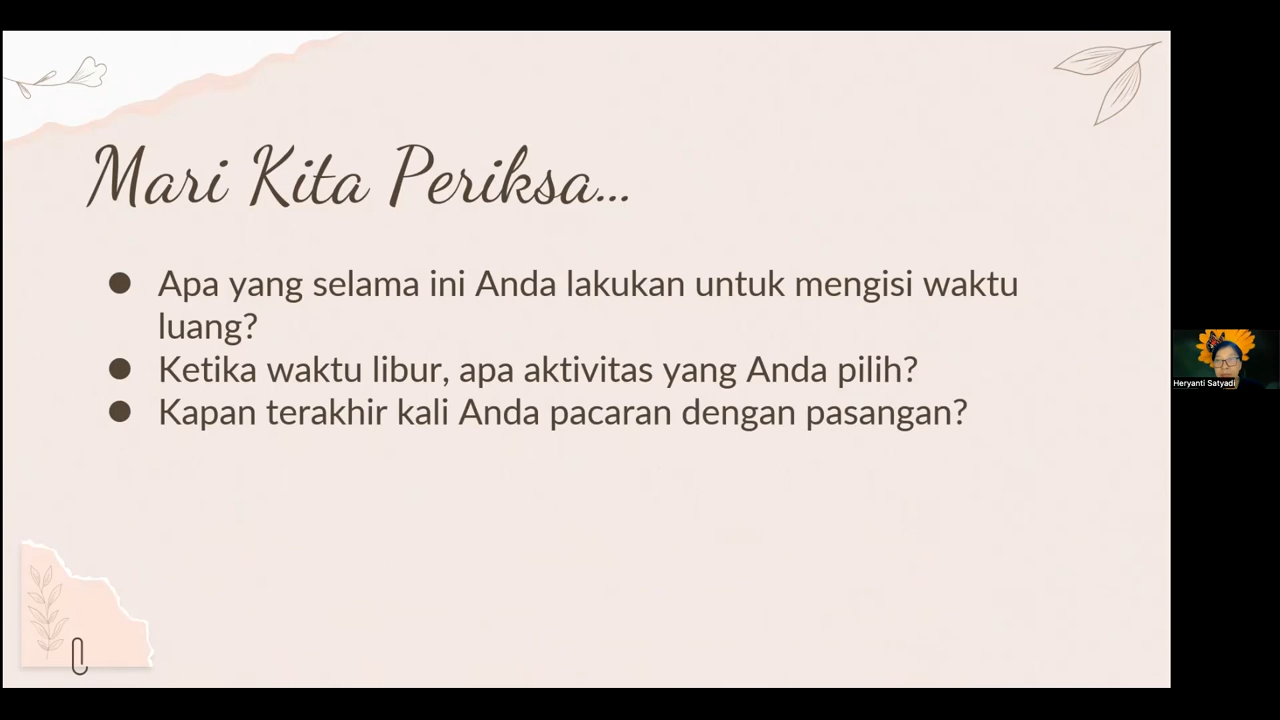 Mari Kita Periksa...
● Apa yang selama ini Anda lakukan untuk mengisi waktu
luang?
● Ketika waktu libur, apa aktivitas yang Anda pilih?
● Kapan terakhir kali Anda pacaran dengan pasangan?
Heryanti Satyadi